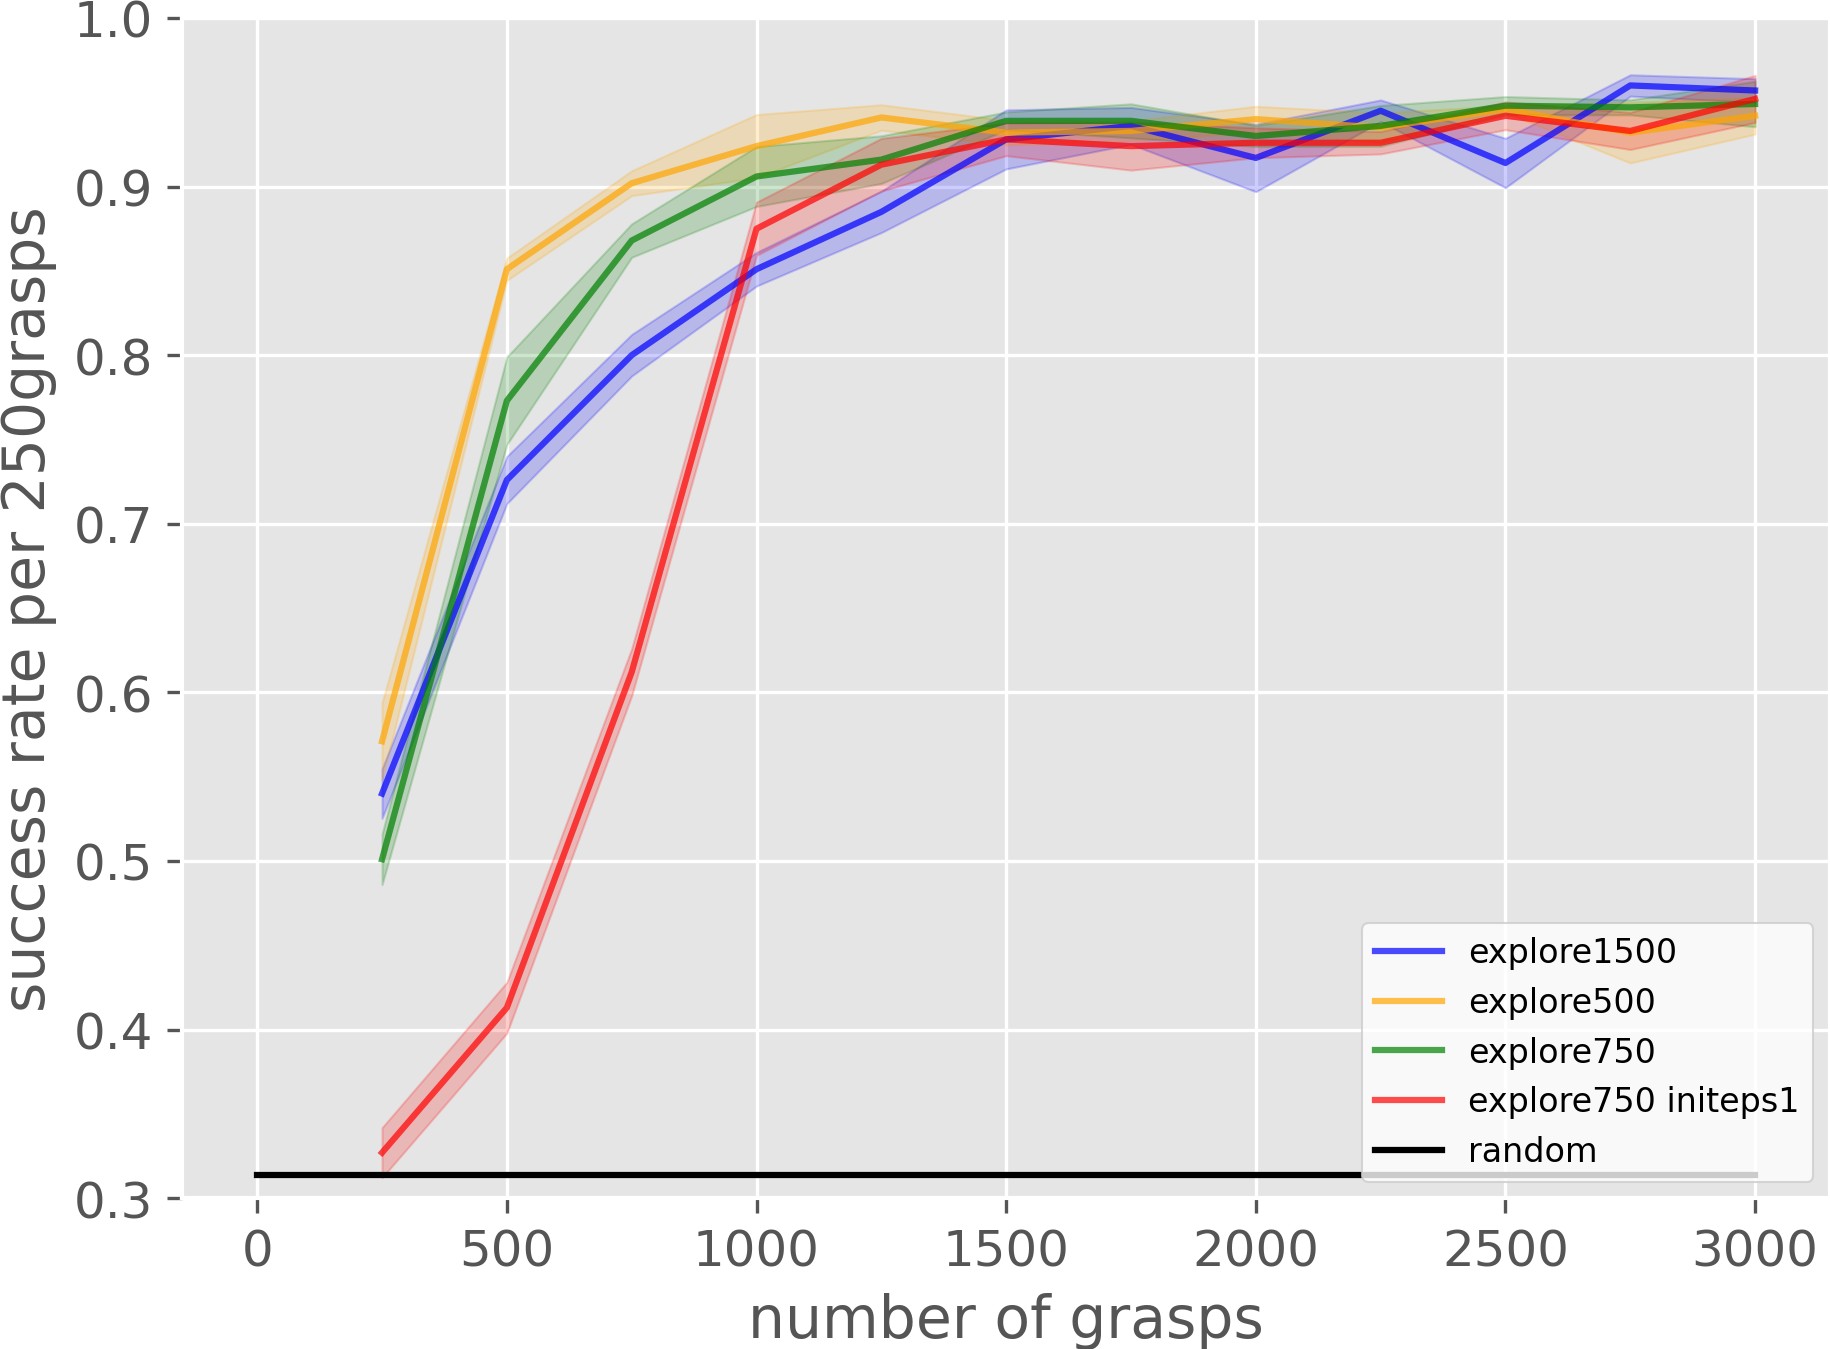 success rate per 250grasps
1.0
0.9
0.8
0.7
0.6
0.5
0.4
0.3
0 500 1000 1500 2000 2500 3000
number of grasps
explore1500
explore500
explore750
explore750 initeps1
random